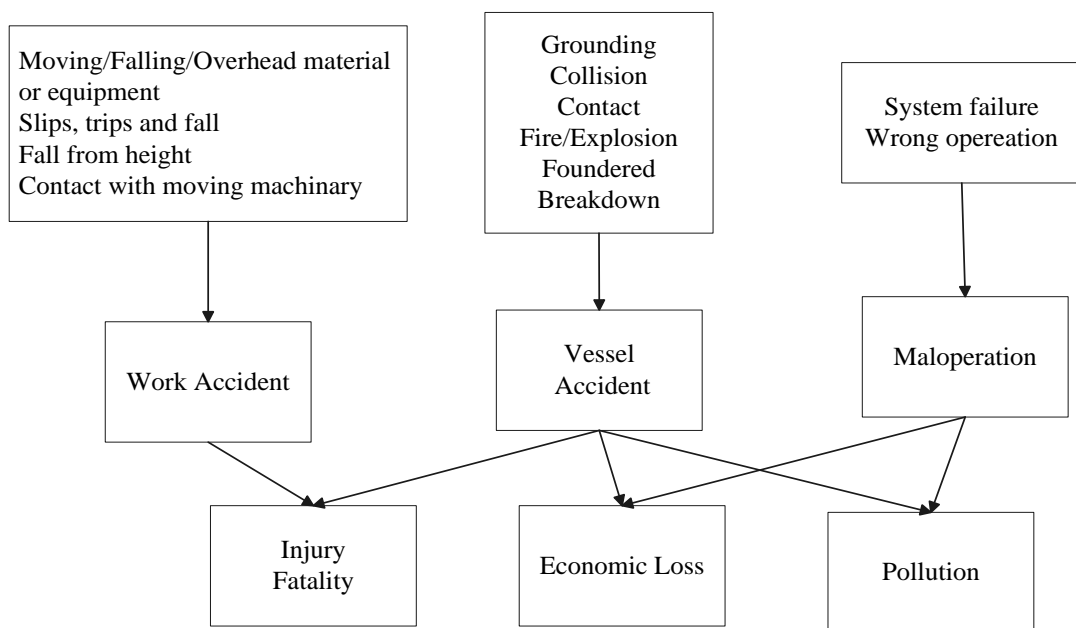 Moving/Falling/Overhead material
or equipment
Slips, trips and fall
Fall from height
Contact with moving machinary
Grounding
Collision
Contact
Fire/Explosion
Foundered
Breakdown
System failure
Wrong opereation
Work Accident
Vessel
Accident
Maloperation
Injury
Fatality
Economic Loss
Pollution